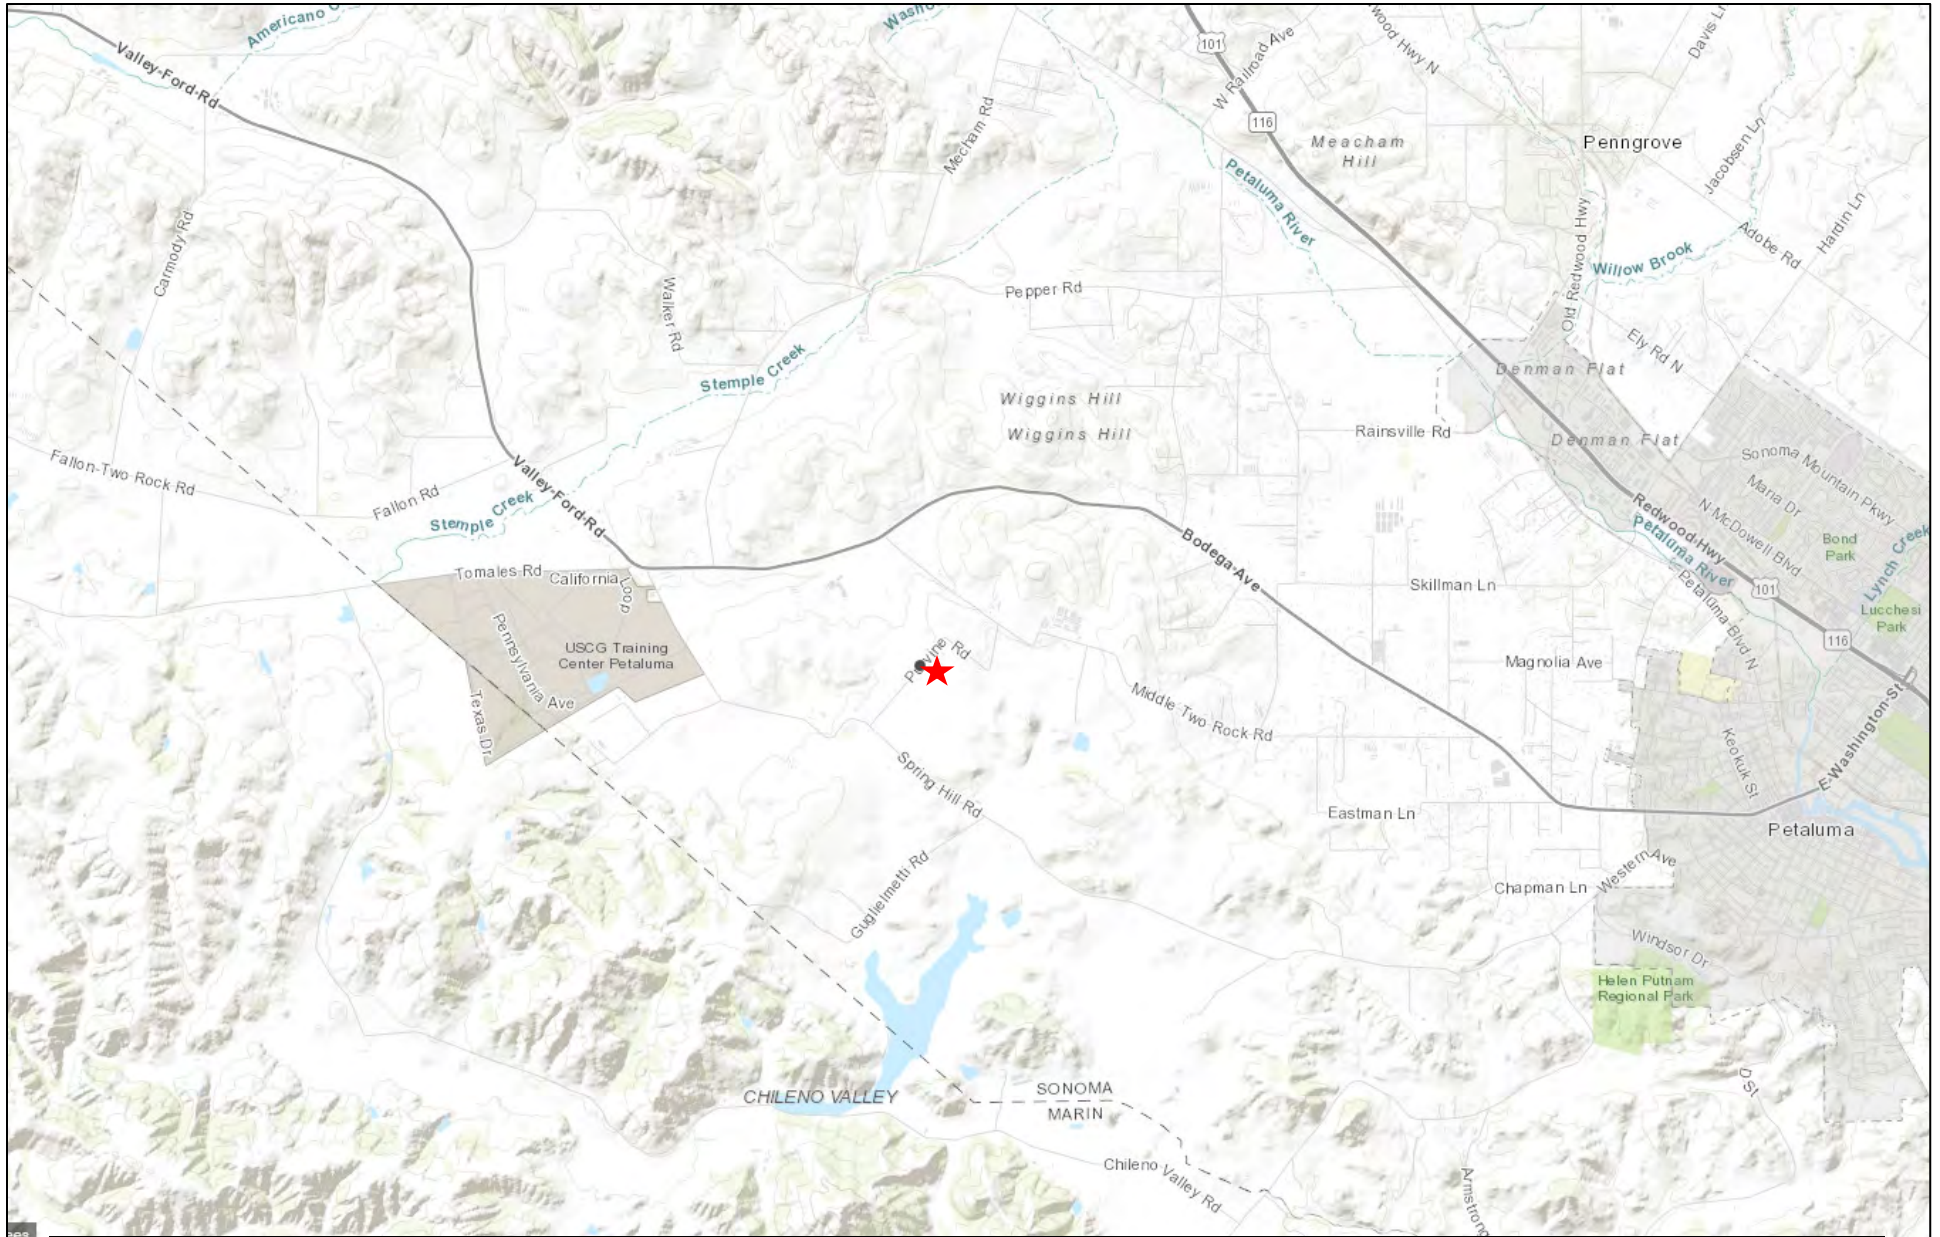 Americano
101
Valley-Ford-Rd
Mecham Rd
W Railroad Ave
wood Hwy N
Davis Ln
116
Meacham
Hill
Penngrove
Jacobsen Ln
Petaluma River
Carmody Rd
Old Redwood Hwy
Adobe Rd
Hardin Ln
Willow Brook
Walker Rd
Pepper Rd
Ely Rd N
Stemple Creek
Denman Flat
Wiggins Hill
Wiggins Hill
Rainsville Rd
Denman Flat
Sonoma Mountain Pkwy
Fallon-Two Rock Rd
Fallon Rd
Valley-Ford-Rd
Maria Dr
N McDowell Blvd
Stemple Creek
Redwood-Hwy
Petaluma River
Bond
Park
Lynch Creek
Bodega-Ave
Tomales Rd
California
Loop
Skillman Ln
Petaluma Blvd N
101
Lucchesi
Park
116
Pennsylvania Ave
USCG Training
Center Petaluma
Rd
Magnolia Ave
Texas Dr
Middle-Two-Rock-Rd
Keokuk St
E-Washington-St
Spring Hill Rd
Eastman Ln
Petaluma
Guglielmetti Rd
Western Ave
Chapman Ln
Windsor Dr
Helen Putnam
Regional Park
CHILENO VALLEY
SONOMA
MARIN
D St
Chileno Valley Rd
Armstrong